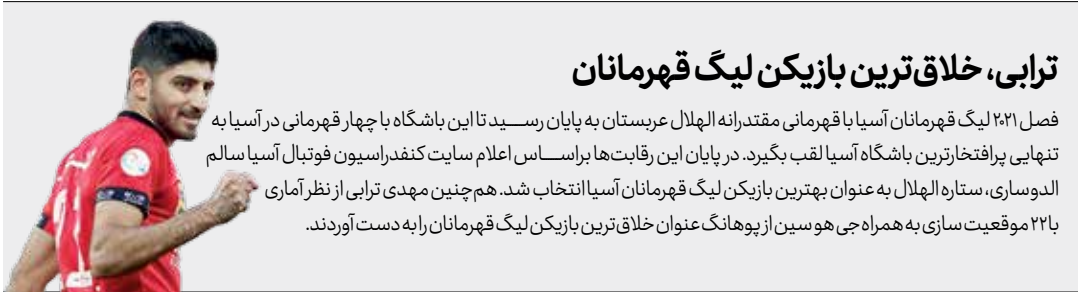 ترابی، خلاق‌ترین بازیکن لیگ قهرمانان
فصل ۲۰۲۱ لیگ قهرمانان آسیا با قهرمانی مقتدرانه الهلال عربستان به پایان رسید تا این باشگاه با چهار قهرمانی در آسیا به
تنهایی پرافتخارترین باشگاه آسیا لقب بگیرد. در پایان این رقابت‌ها براساس اعلام سایت کنفدراسیون فوتبال آسیا سالم
الدوساری، ستاره الهلال به عنوان بهترین بازیکن لیگ قهرمانان آسیا انتخاب شد. هم‌چنین مهدی ترابی از نظر آماری
با ۲۲ موقعیت سازی به همراه جی هو سین از پوهانگ عنوان خلاق‌ترین بازیکن لیگ قهرمانان را به دست آوردند.